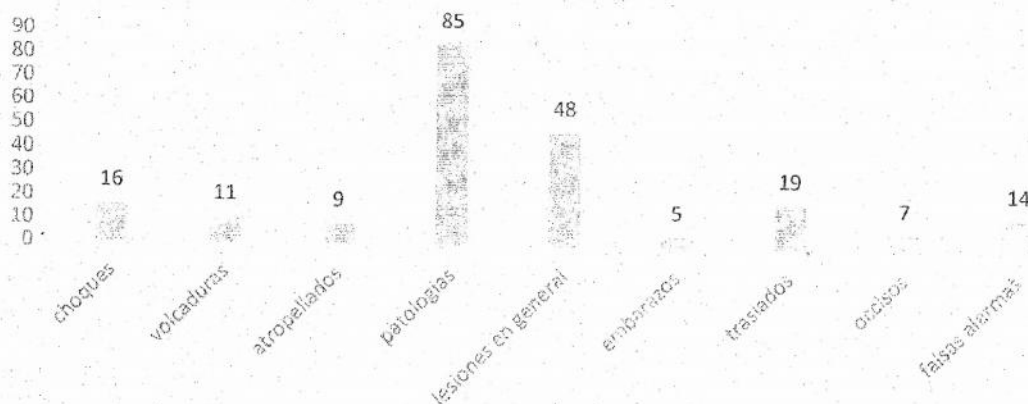 90
80
70
60
50
40
30
20
10
0
16
11
9
85
48
5
19
7
14
choques
volcaduras
atropellados
patologias
lesiones en general
embarazos
traslados
occisos
falsas alarmas